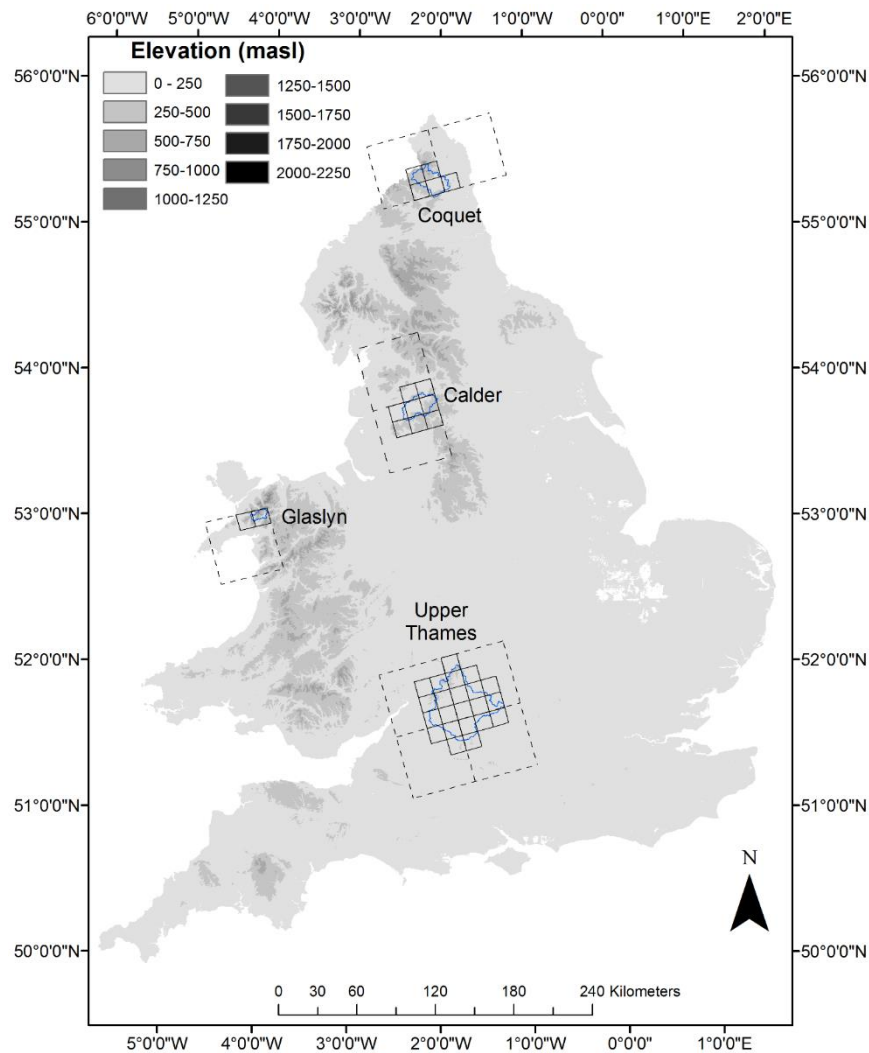 6°0'0"W 5°0'0"W 4°0'0"W 3°0'0"W 2°0'0"W 1°0'0"W 0°0'0" 1°0'0"E 2°0'0"E
Elevation (masl)
0 - 250
250-500
500-750
750-1000
1000-1250
1250-1500
1500-1750
1750-2000
2000-2250
56°0'0"N 56°0'0"N
55°0'0"N 55°0'0"N
Coquet
54°0'0"N 54°0'0"N
Calder
53°0'0"N 53°0'0"N
Glaslyn
Upper
Thames
52°0'0"N 52°0'0"N
51°0'0"N 51°0'0"N
N
50°0'0"N 50°0'0"N
0 30 60 120 180 240 Kilometers
5°0'0"W 4°0'0"W 3°0'0"W 2°0'0"W 1°0'0"W 0°0'0" 1°0'0"E